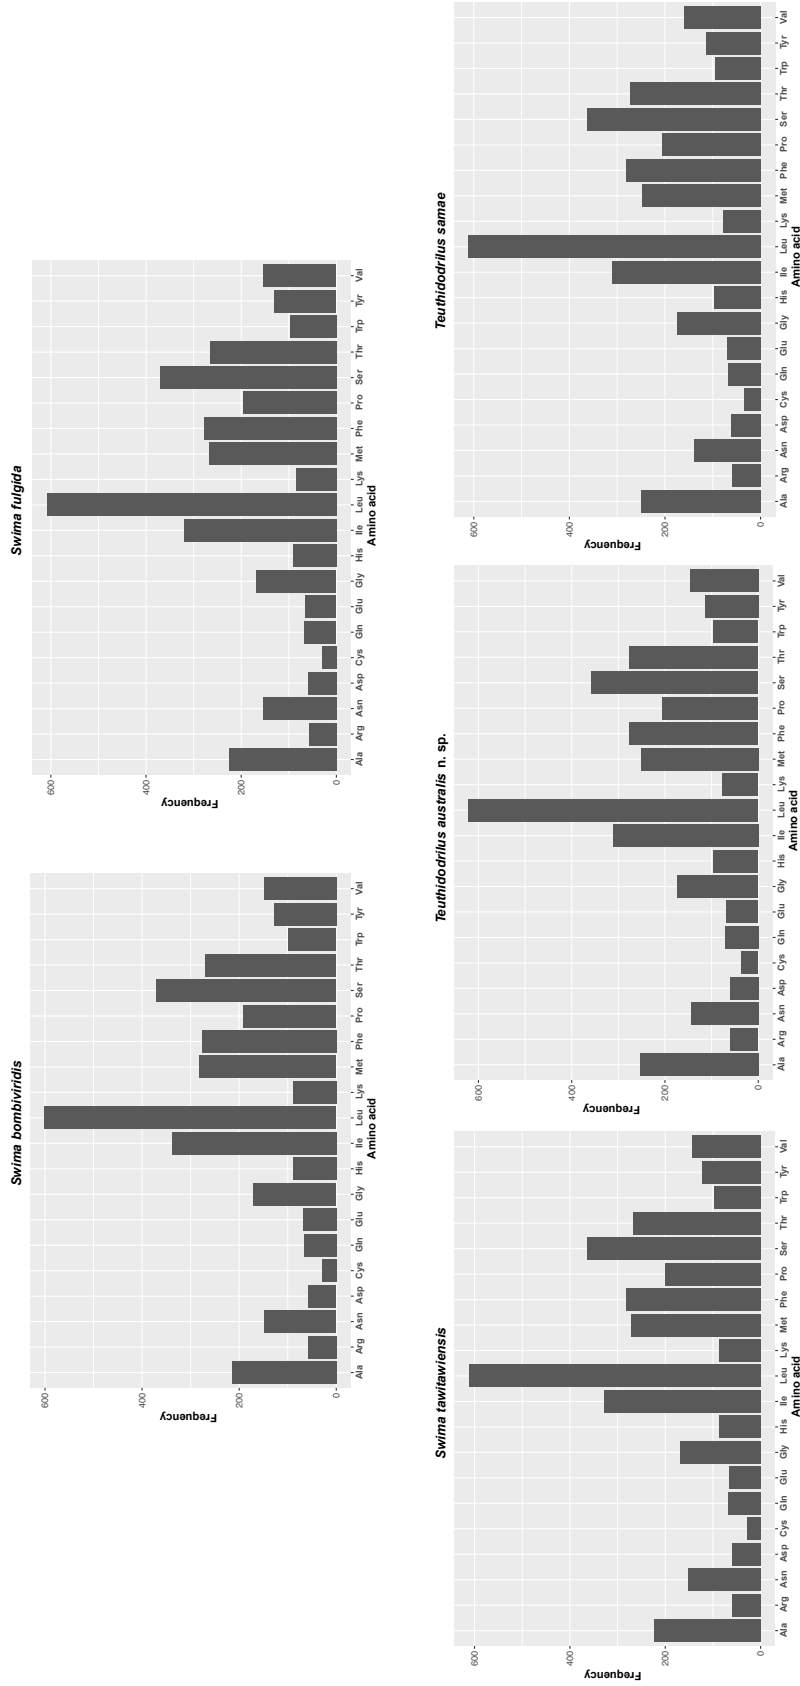 Swima bombiviridis
Frequency
600
400
200
0
Ala Arg Asn Asp Cys Gln Glu Gly His Ile Leu Lys Met Phe Pro Ser Thr Trp Tyr Val
Amino acid
Swima fulgida
Frequency
600
400
200
0
Ala Arg Asn Asp Cys Gln Glu Gly His Ile Leu Lys Met Phe Pro Ser Thr Trp Tyr Val
Amino acid
Swima tawitawiensis
Frequency
600
400
200
0
Ala Arg Asn Asp Cys Gln Glu Gly His Ile Leu Lys Met Phe Pro Ser Thr Trp Tyr Val
Amino acid
Teuthidodrilus australis n. sp.
Frequency
600
400
200
0
Ala Arg Asn Asp Cys Gln Glu Gly His Ile Leu Lys Met Phe Pro Ser Thr Trp Tyr Val
Amino acid
Teuthidodrilus samae
Frequency
600
400
200
0
Ala Arg Asn Asp Cys Gln Glu Gly His Ile Leu Lys Met Phe Pro Ser Thr Trp Tyr Val
Amino acid